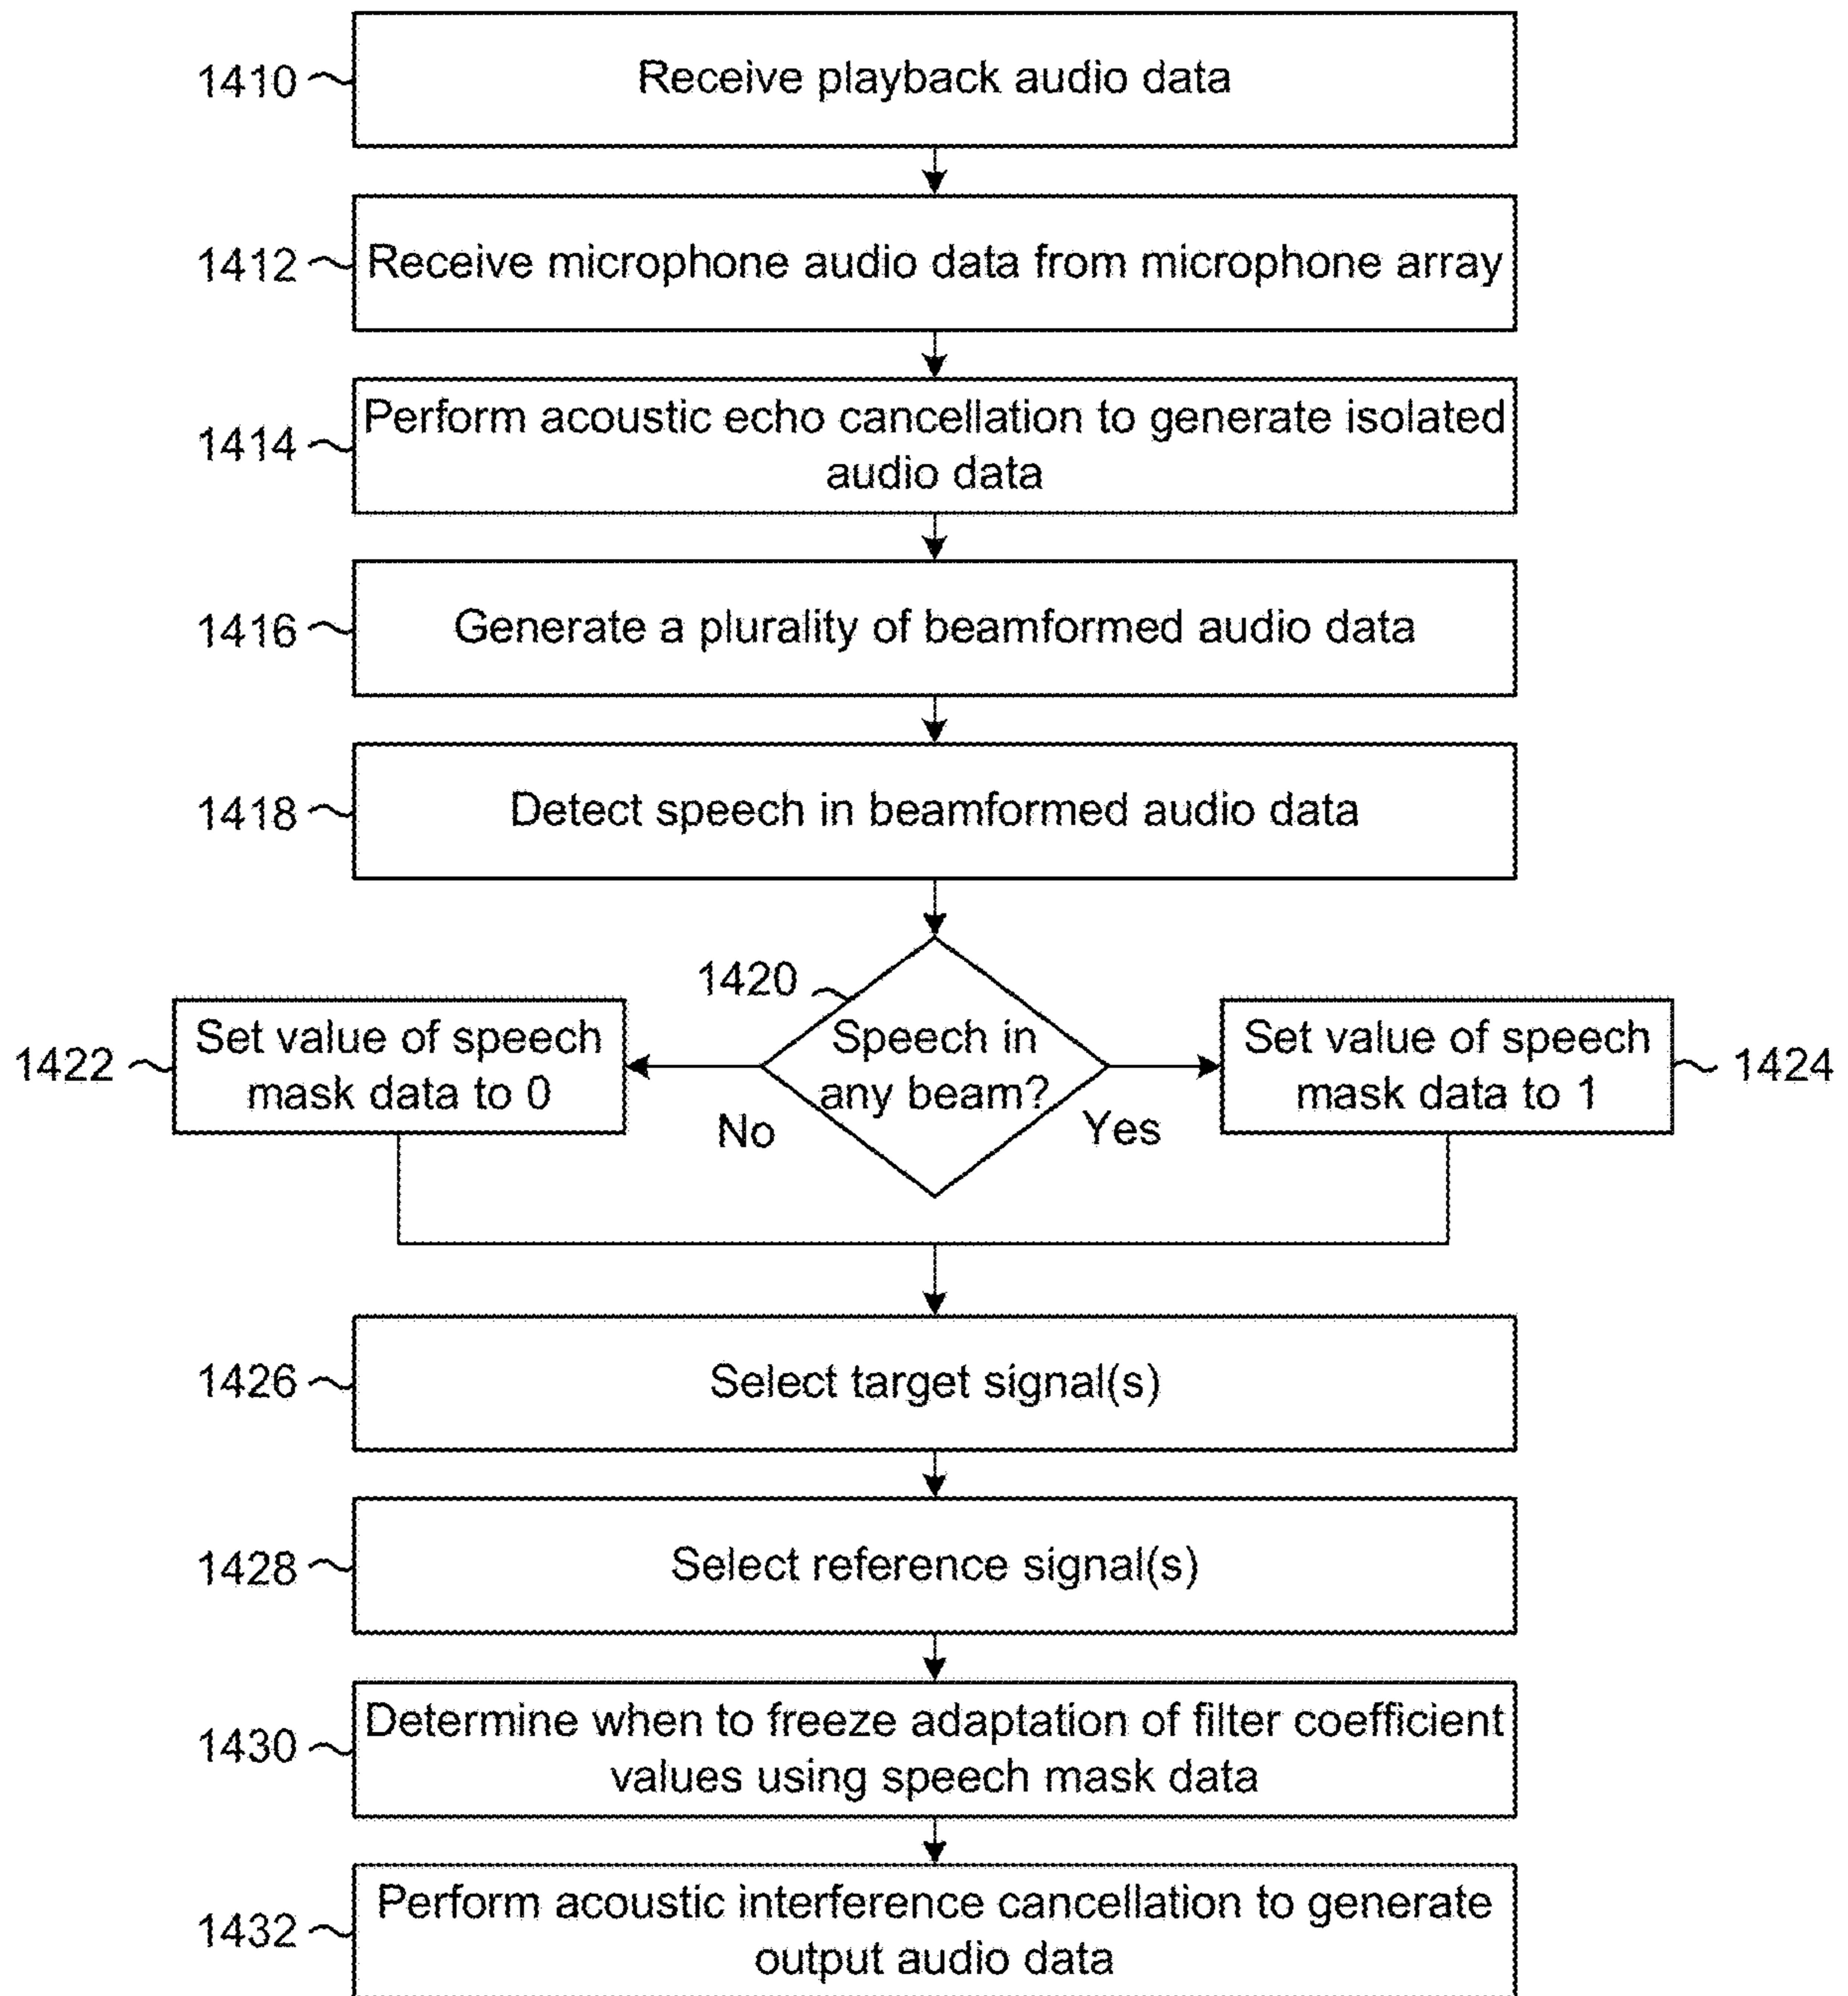 1410
Receive playback audio data
1412
Receive microphone audio data from microphone array
1414
Perform acoustic echo cancellation to generate isolated
audio data
1416
Generate a plurality of beamformed audio data
1418
Detect speech in beamformed audio data
1420
Speech in
any beam?
No
Yes
1422
Set value of speech
mask data to 0
Set value of speech
mask data to 1
1424
1426
Select target signal(s)
1428
Select reference signal(s)
1430
Determine when to freeze adaptation of filter coefficient
values using speech mask data
1432
Perform acoustic interference cancellation to generate
output audio data